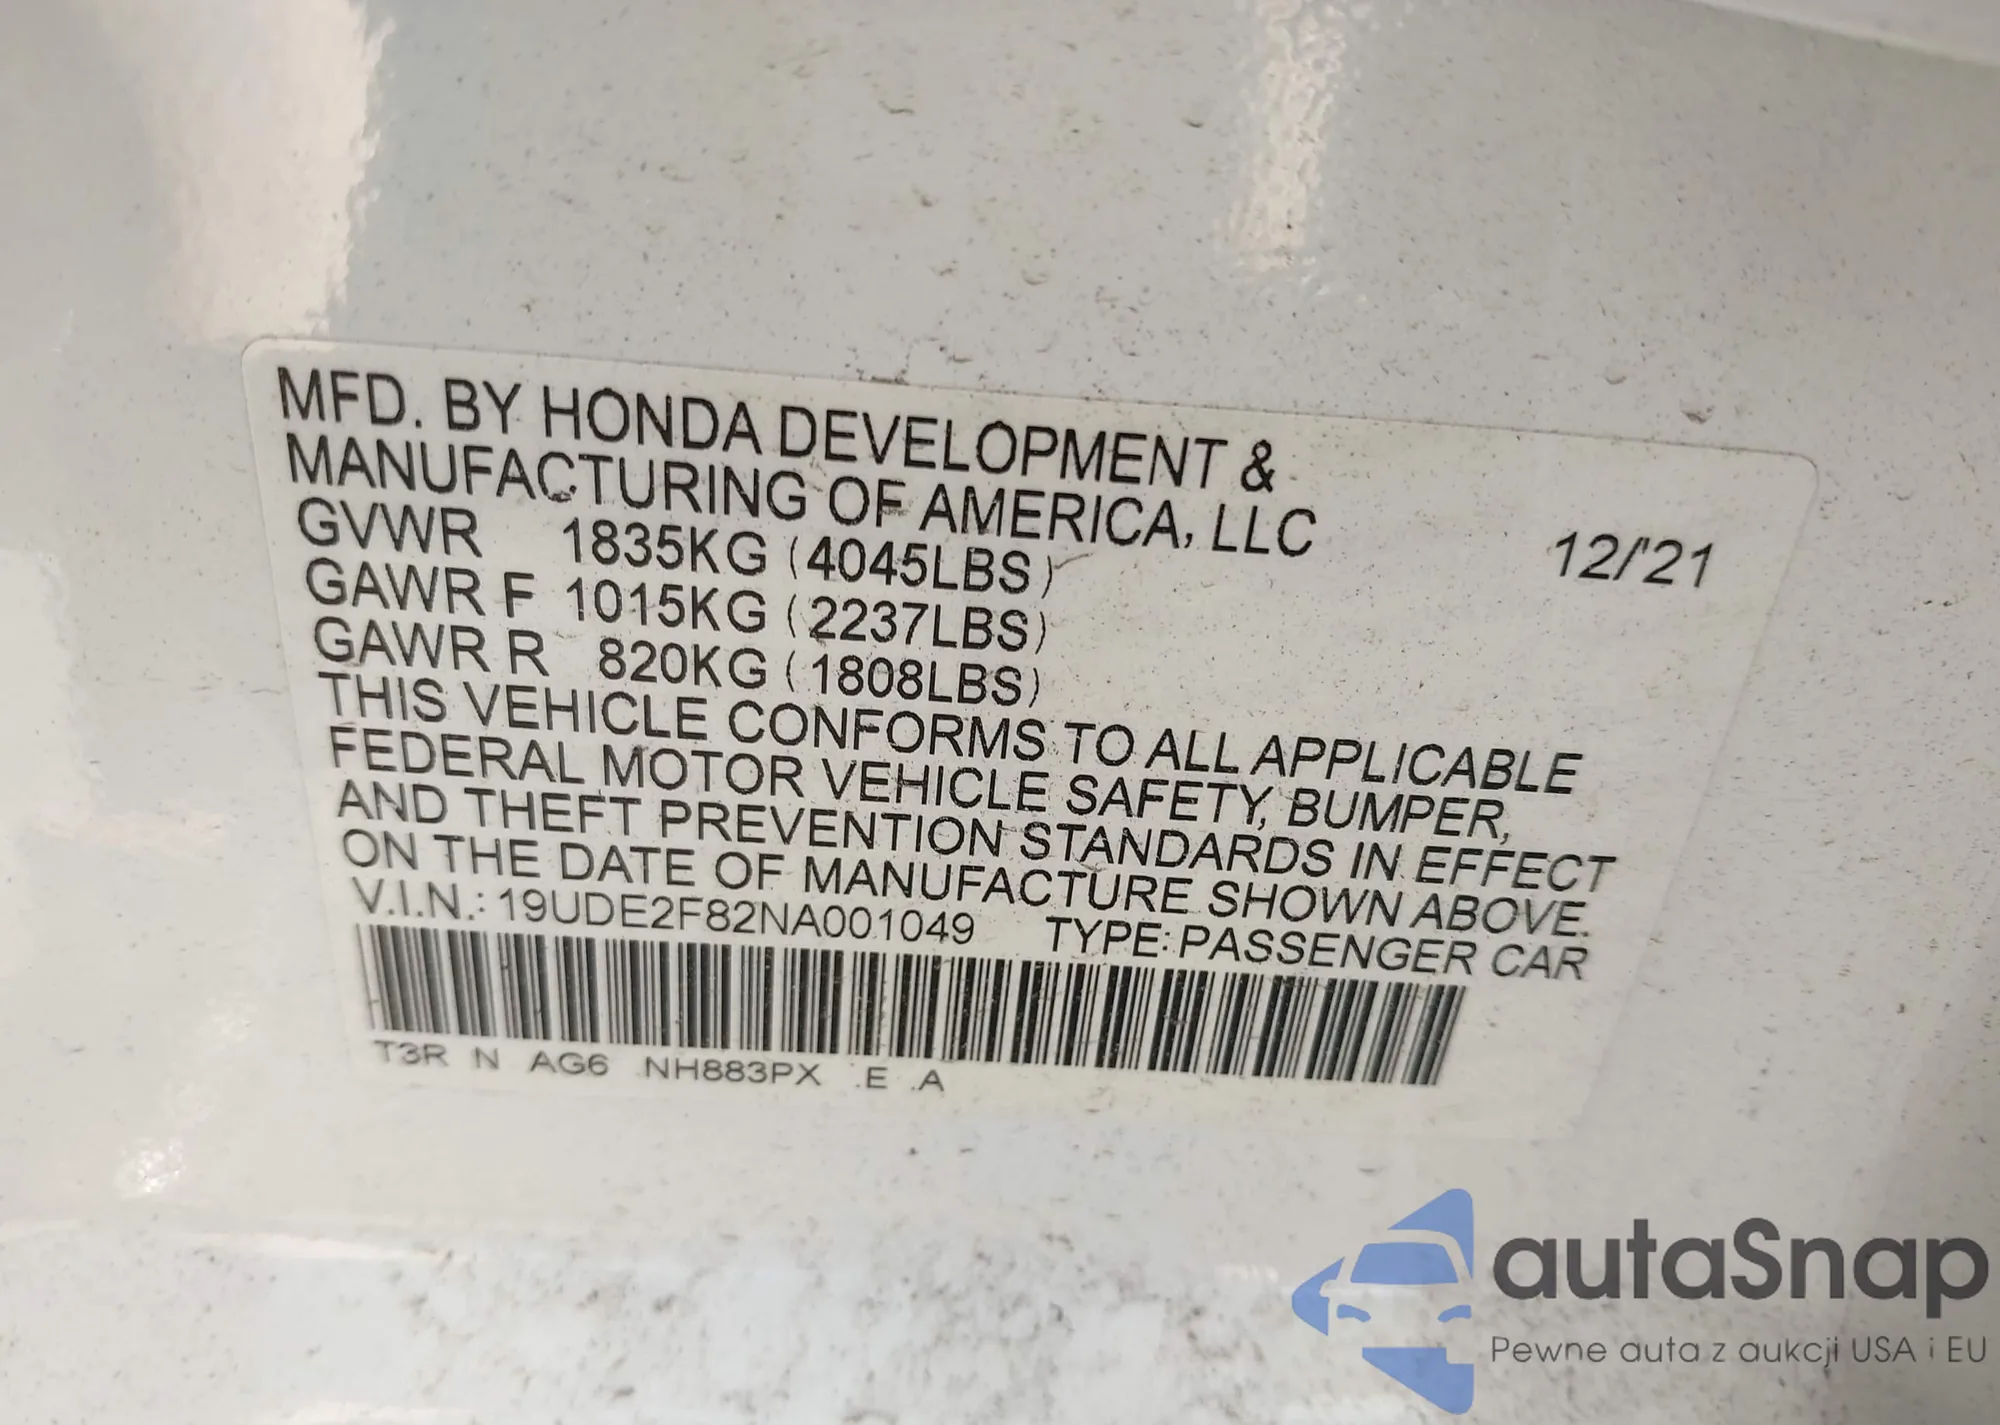 MFD. BY HONDA DEVELOPMENT &
MANUFACTURING OF AMERICA, LLC
12/'21
GVWR 1835KG (4045LBS)
GAWR F 1015KG (2237LBS)
GAWR R 820KG (1808LBS)
THIS VEHICLE CONFORMS TO ALL APPLICABLE
FEDERAL MOTOR VEHICLE SAFETY, BUMPER,
AND THEFT PREVENTION STANDARDS IN EFFECT
ON THE DATE OF MANUFACTURE SHOWN ABOVE.
V.I.N.: 19UDE2F82NA001049 TYPE: PASSENGER CAR
T3R N AG6 NH883PX E A
autaSnap
Pewne auta z aukcji USA i EU